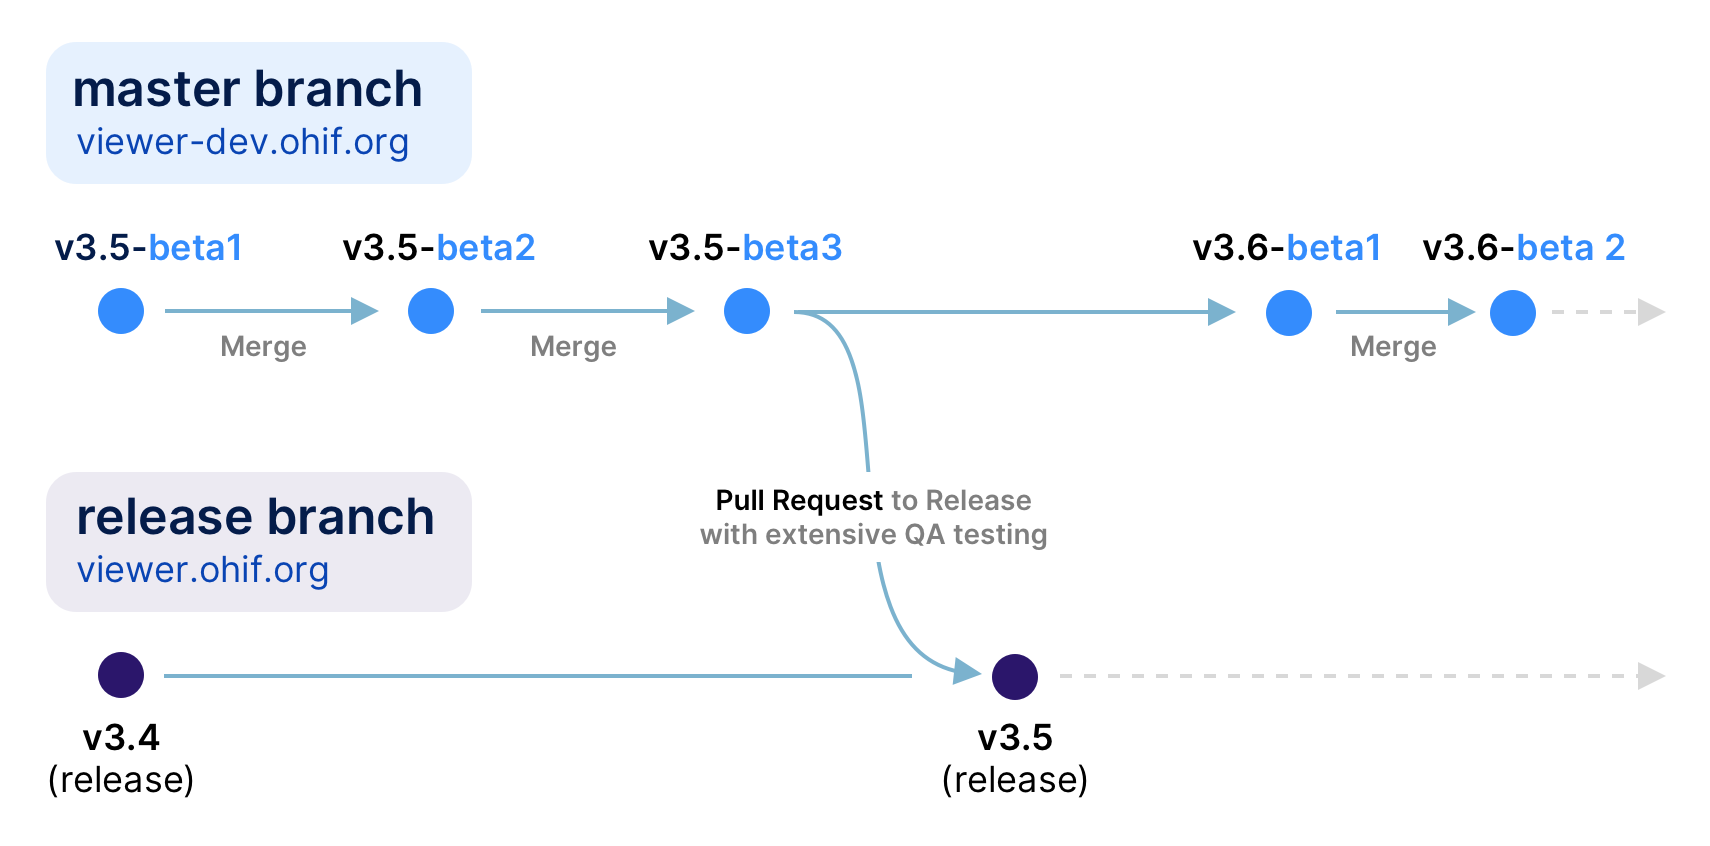 master branch
viewer-dev.ohif.org
v3.5-beta1
v3.5-beta2
v3.5-beta3
v3.6-beta1
v3.6-beta 2
Merge
Merge
Merge
release branch
viewer.ohif.org
Pull Request to Release
with extensive QA testing
v3.4
(release)
v3.5
(release)